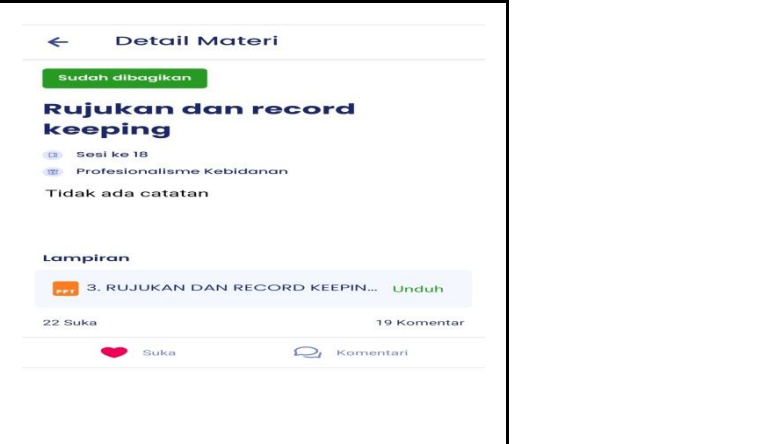 Detail Materi
Sudah dibagikan
Rujukan dan record
keeping
Sesi ke 18
Profesionalisme Kebidanan
Tidak ada catatan
Lampiran
PPT 3. RUJUKAN DAN RECORD KEEPIN... Unduh
22 Suka 19 Komentar
Suka Komentari